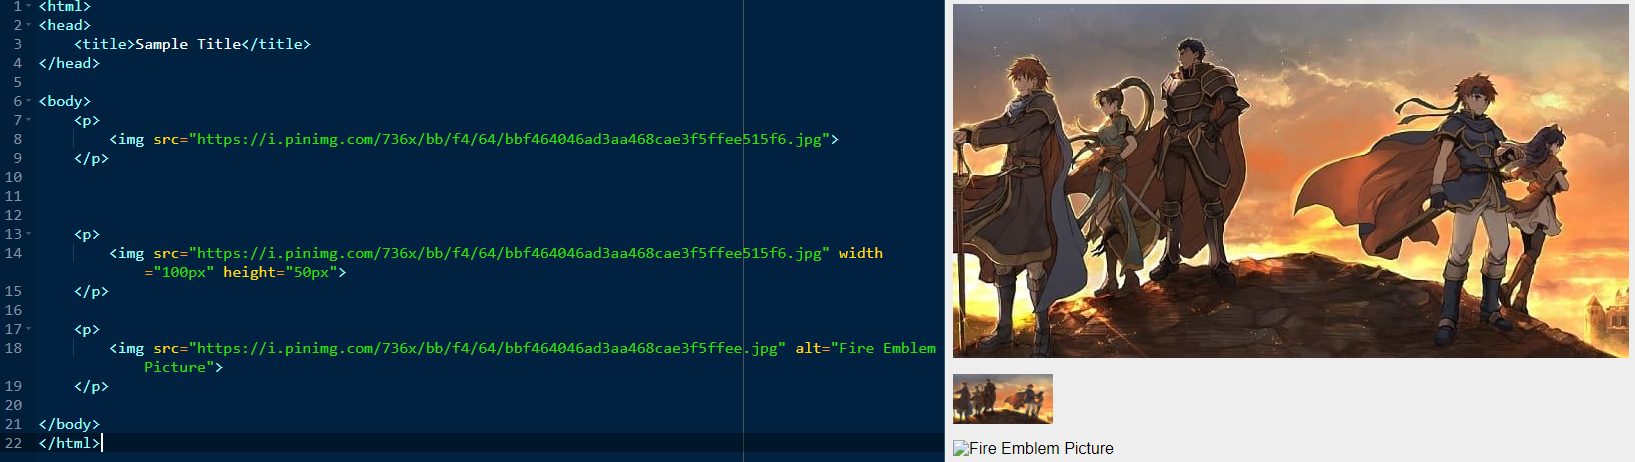 1 <html>
2 <head>
3 <title>Sample Title</title>
4 </head>
5
6 <body>
7 <p>
8 <img src="https://i.pinimg.com/736x/bb/f4/64/bbf464046ad3aa468cae3f5ffee515f6.jpg">
9 </p>
10
11
12
13 <p>
14 <img src="https://i.pinimg.com/736x/bb/f4/64/bbf464046ad3aa468cae3f5ffee515f6.jpg" width
="100px" height="50px">
15 </p>
16
17 <p>
18 <img src="https://i.pinimg.com/736x/bb/f4/64/bbf464046ad3aa468cae3f5ffee.jpg" alt="Fire Emblem
Picture">
19 </p>
20
21 </body>
22 </html>
Fire Emblem Picture